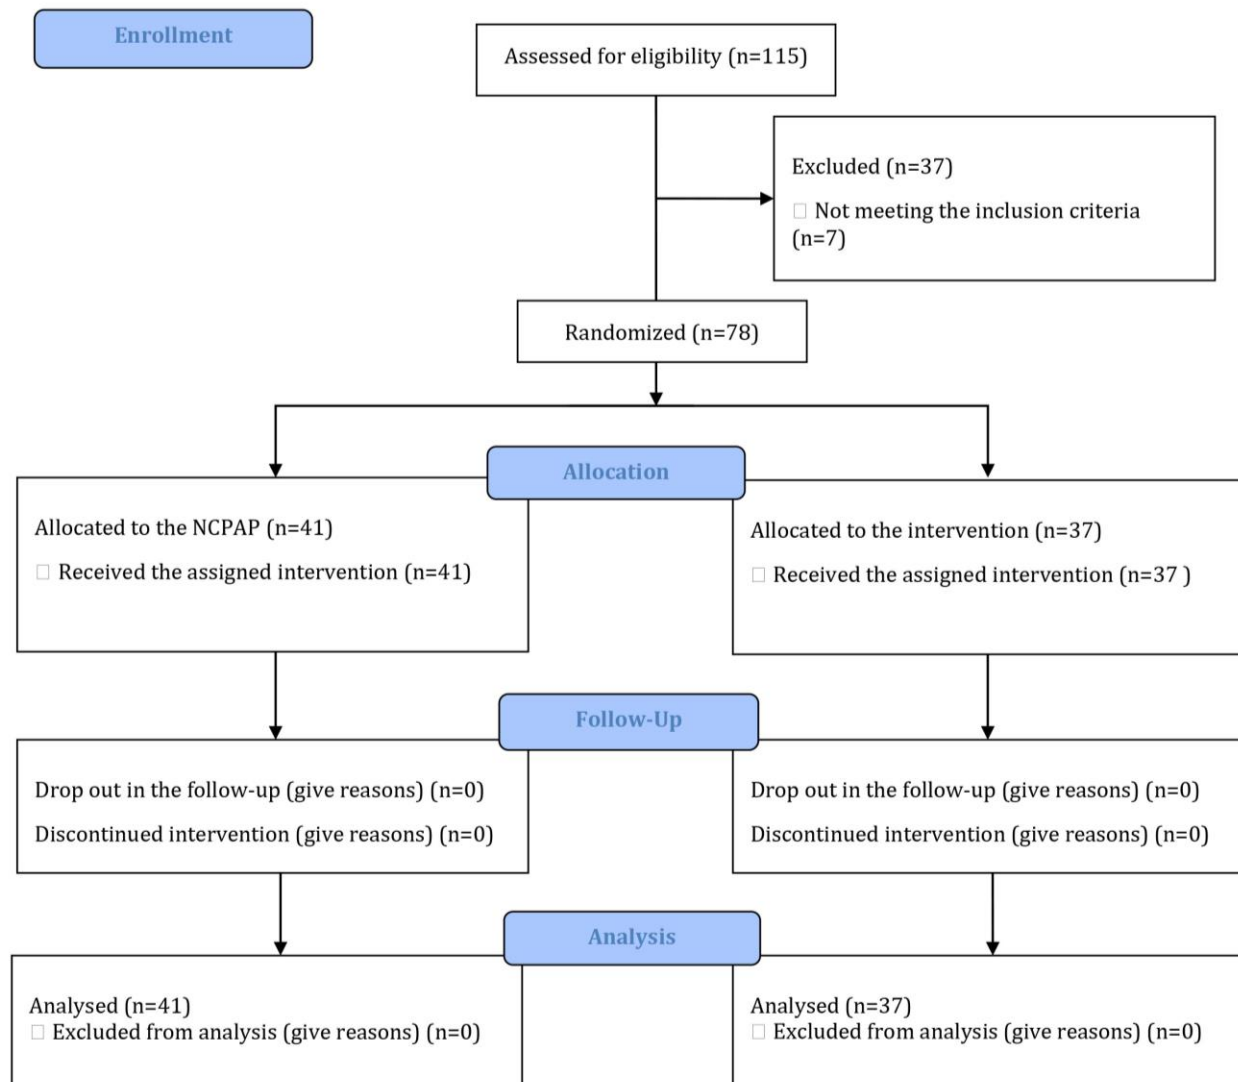 Enrollment
Assessed for eligibility (n=115)
Excluded (n=37)
□ Not meeting the inclusion criteria
(n=7)
Randomized (n=78)
Allocation
Allocated to the NCPAP (n=41)
□ Received the assigned intervention (n=41)
Allocated to the intervention (n=37)
□ Received the assigned intervention (n=37 )
Follow-Up
Drop out in the follow-up (give reasons) (n=0)
Discontinued intervention (give reasons) (n=0)
Drop out in the follow-up (give reasons) (n=0)
Discontinued intervention (give reasons) (n=0)
Analysis
Analysed (n=41)
□ Excluded from analysis (give reasons) (n=0)
Analysed (n=37)
□ Excluded from analysis (give reasons) (n=0)